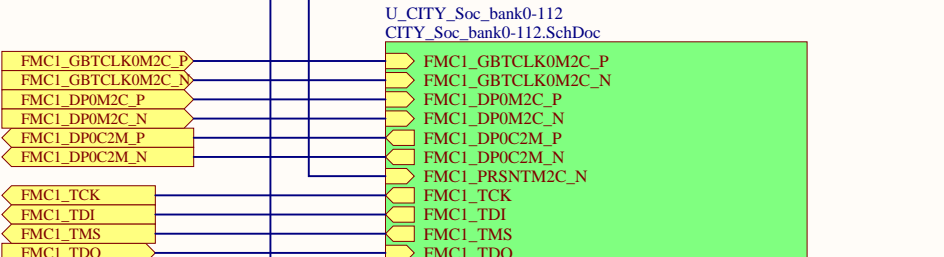 U_CITY_Soc_bank0-112
CITY_Soc_bank0-112.SchDoc
FMC1_GBTCLK0M2C_P FMC1_GBTCLK0M2C_P
FMC1_GBTCLK0M2C_N FMC1_GBTCLK0M2C_N
FMC1_DP0M2C_P FMC1_DP0M2C_P
FMC1_DP0M2C_N FMC1_DP0M2C_N
FMC1_DP0C2M_P FMC1_DP0C2M_P
FMC1_DP0C2M_N FMC1_DP0C2M_N
FMC1_PRSNTM2C_N
FMC1_TCK FMC1_TCK
FMC1_TDI FMC1_TDI
FMC1_TMS FMC1_TMS
FMC1_TDO FMC1_TDO